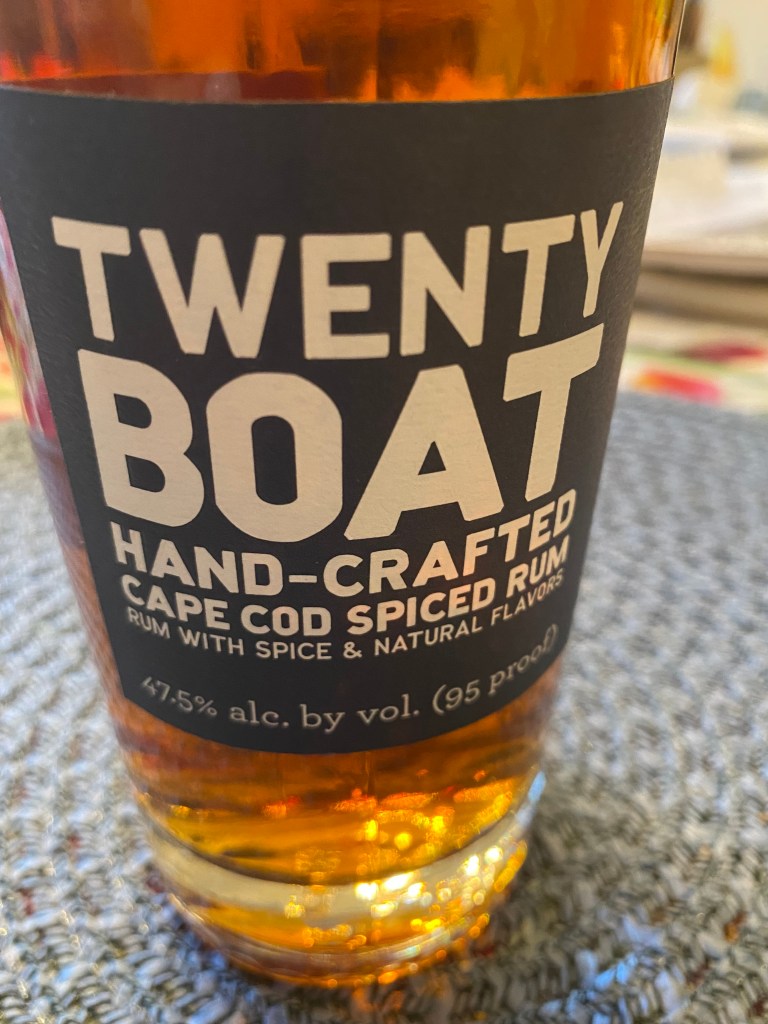 TWENTY
BOAT
HAND-CRAFTED
CAPE COD SPICED RUM
RUM WITH SPICE & NATURAL FLAVORS
47.5% alc. by vol. (95 proof)